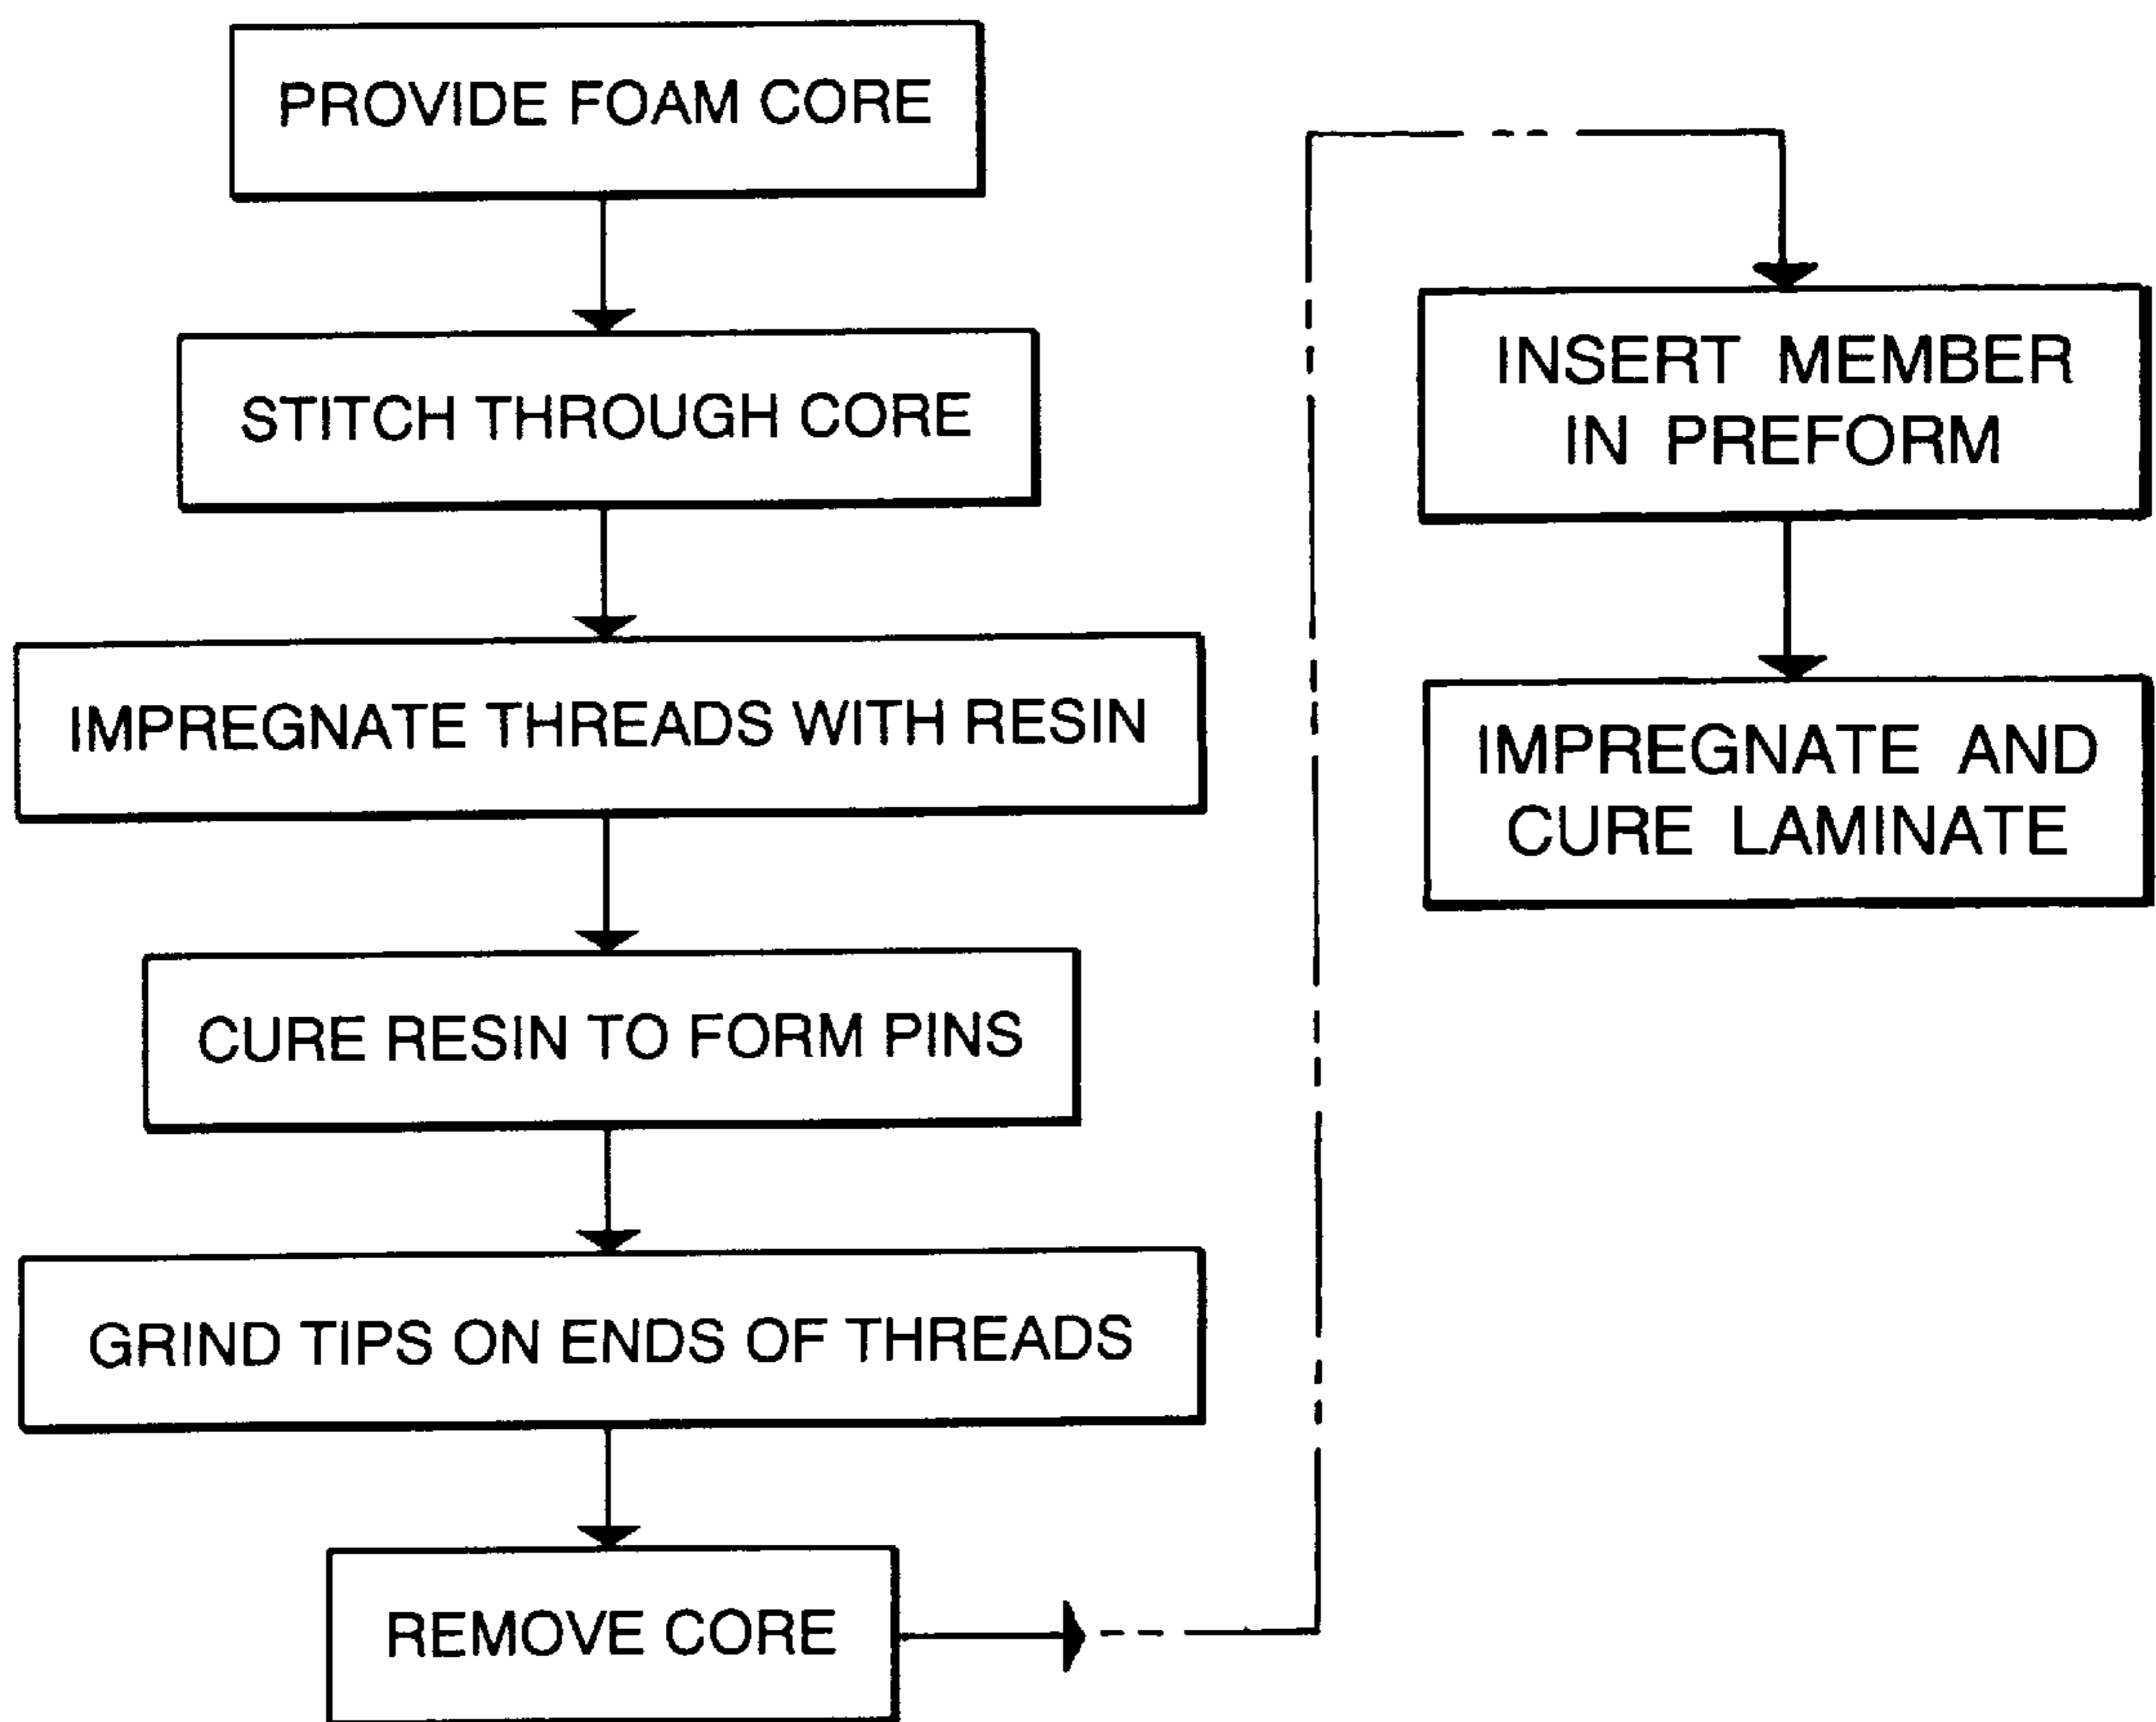 PROVIDE FOAM CORE
STITCH THROUGH CORE
IMPREGNATE THREADS WITH RESIN
CURE RESIN TO FORM PINS
GRIND TIPS ON ENDS OF THREADS
REMOVE CORE
INSERT MEMBER
IN PREFORM
IMPREGNATE AND
CURE LAMINATE